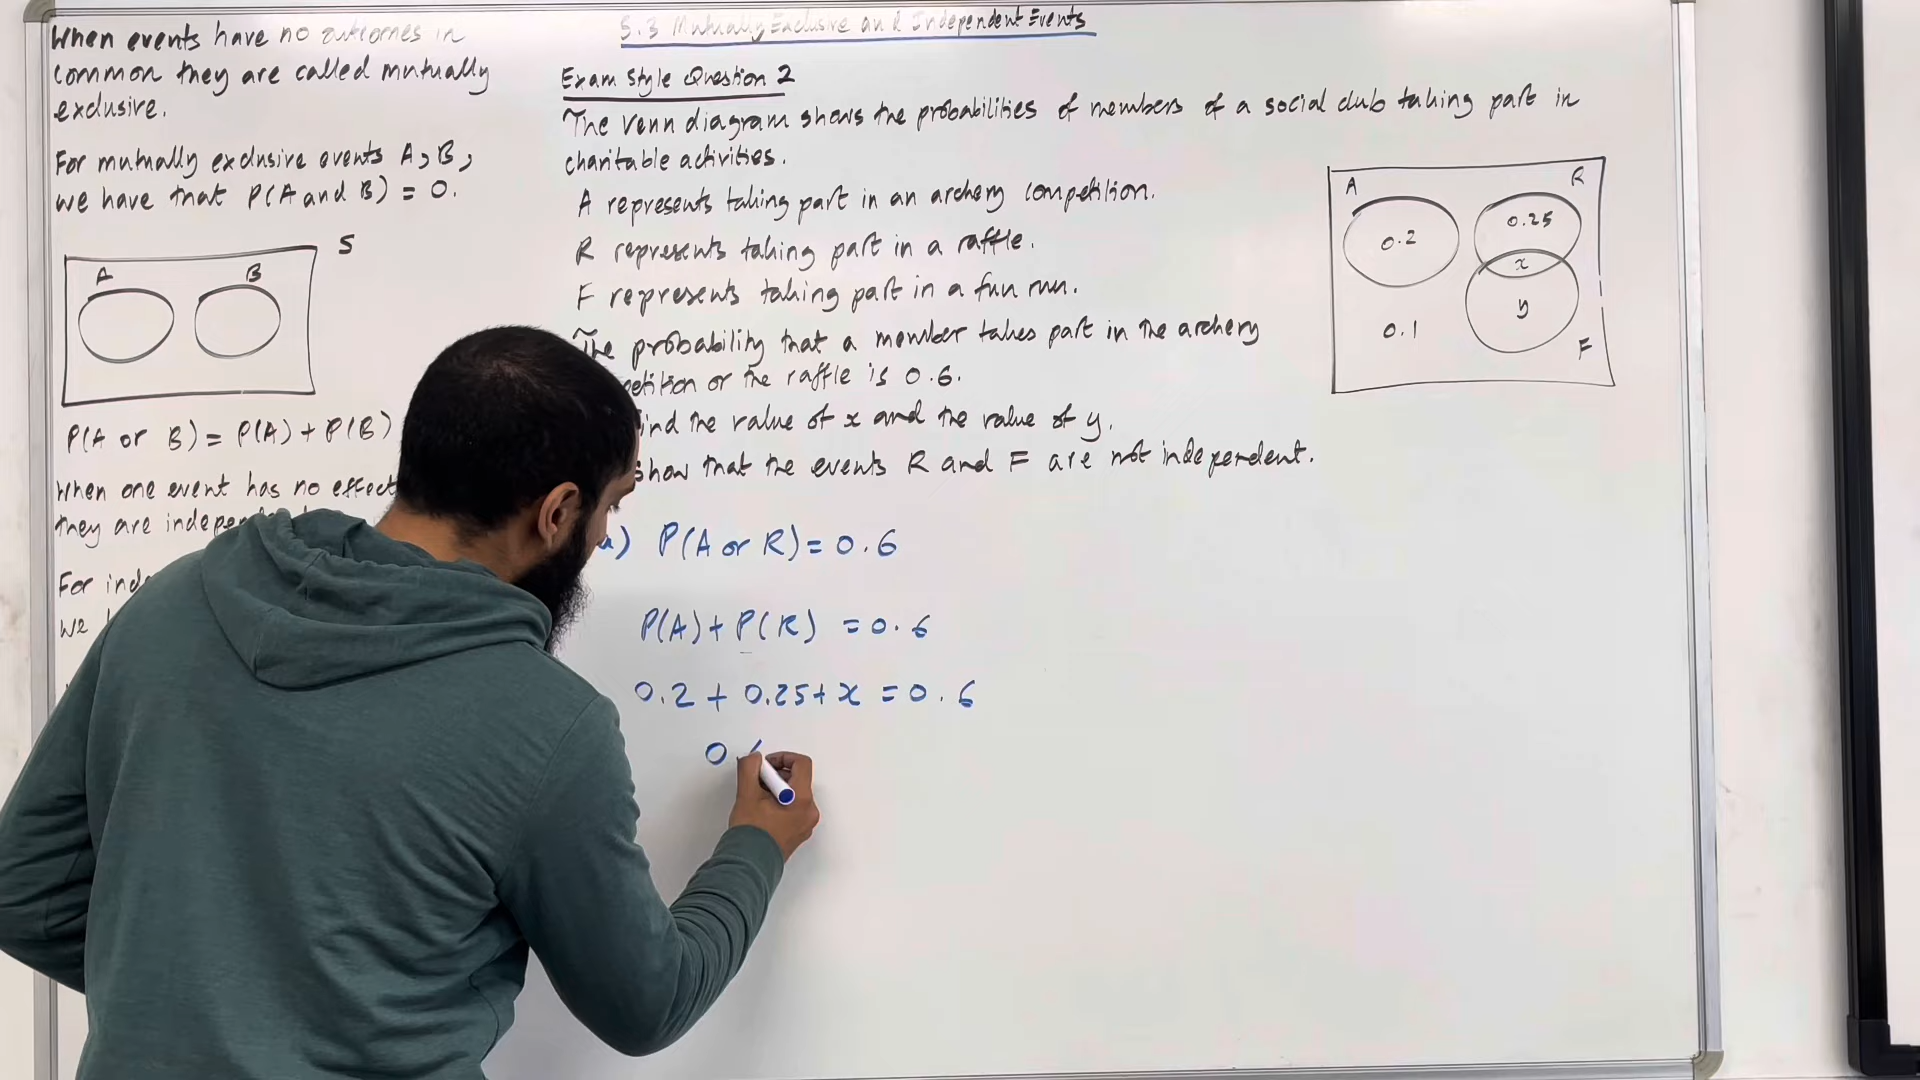 When events have no outcomes in
common they are called mutually
exclusive.
For mutually exclusive events A, B,
we have that P(A and B) = 0.
S
A B
P(A or B) = P(A) + P(B)
When one event has no effect
they are
For
we
5.3 Mutually Exclusive and Independent Events
Exam Style Question 2
The Venn diagram shows the probabilities of members of a social club taking part in
charitable activities.
A represents taking part in an archery competition.
R represents taking part in a raffle.
F represents taking part in a fun run.
The probability that a member takes part in the archery
or the raffle is 0.6.
the value of x and the value of y.
show that the events R and F are not independent.
A R
0.2 0.25
x
0.1 y
F
a) P(A or R) = 0.6
P(A) + P(R) = 0.6
0.2 + 0.25 + x = 0.6
0.